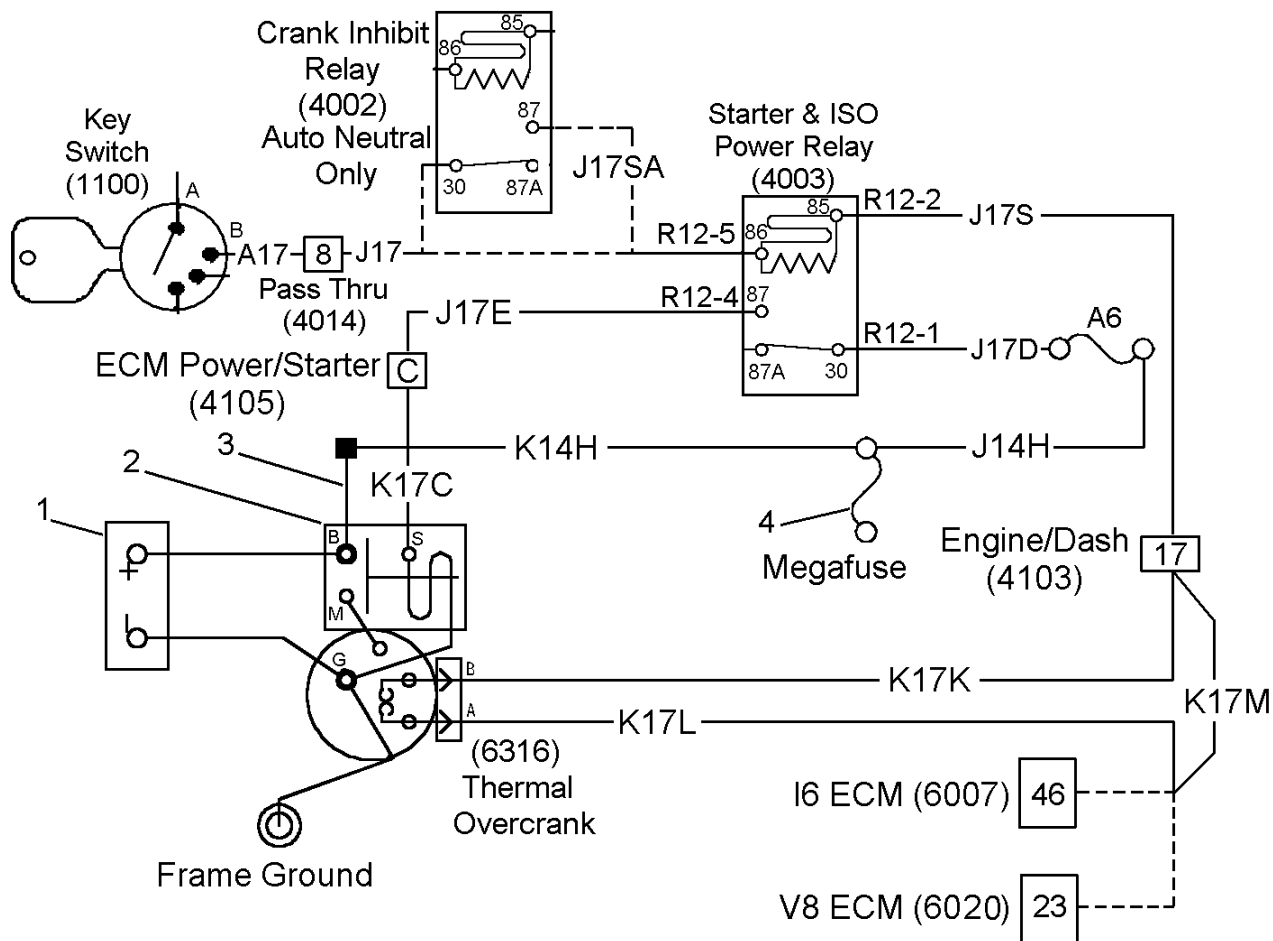 Crank Inhibit
Relay
(4002)
Auto Neutral
Only
85
86
87
30
87A
J17SA
Key
Switch
(1100)
A
B
A17
8
J17
Pass Thru
(4014)
Starter & ISO
Power Relay
(4003)
R12-5
86
85
R12-2
J17S
J17E
R12-4
87
R12-1
87A
30
J17D
A6
ECM Power/Starter
(4105)
C
3
K14H
J14H
2
K17C
1
+
B
S
M
4
Megafuse
Engine/Dash
(4103)
17
G
B
A
K17K
K17M
K17L
(6316)
Thermal
Overcrank
I6 ECM (6007)
46
Frame Ground
V8 ECM (6020)
23